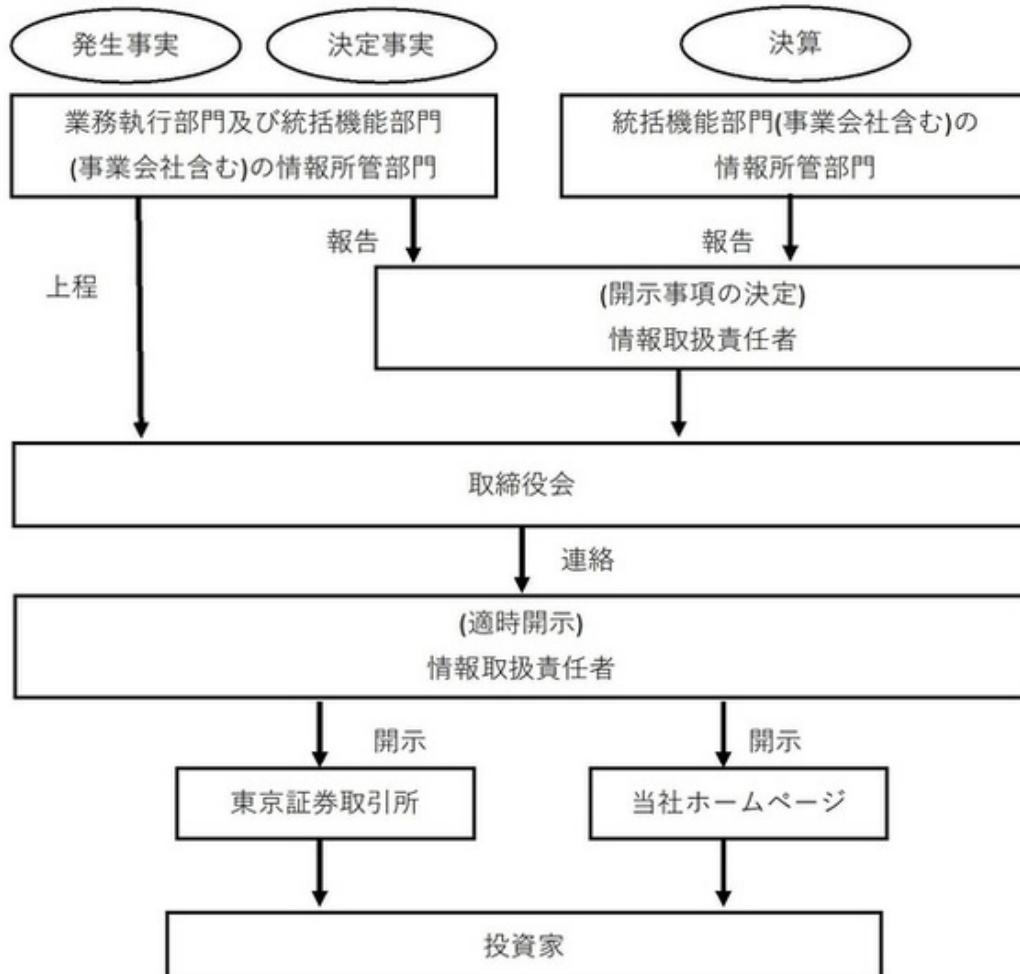 発生事実
決定事実
決算
業務執行部門及び統括機能部門
(事業会社含む)の情報所管部門
統括機能部門(事業会社含む)の
情報所管部門
報告
報告
上程
(開示事項の決定)
情報取扱責任者
取締役会
連絡
(適時開示)
情報取扱責任者
開示
開示
東京証券取引所
当社ホームページ
投資家